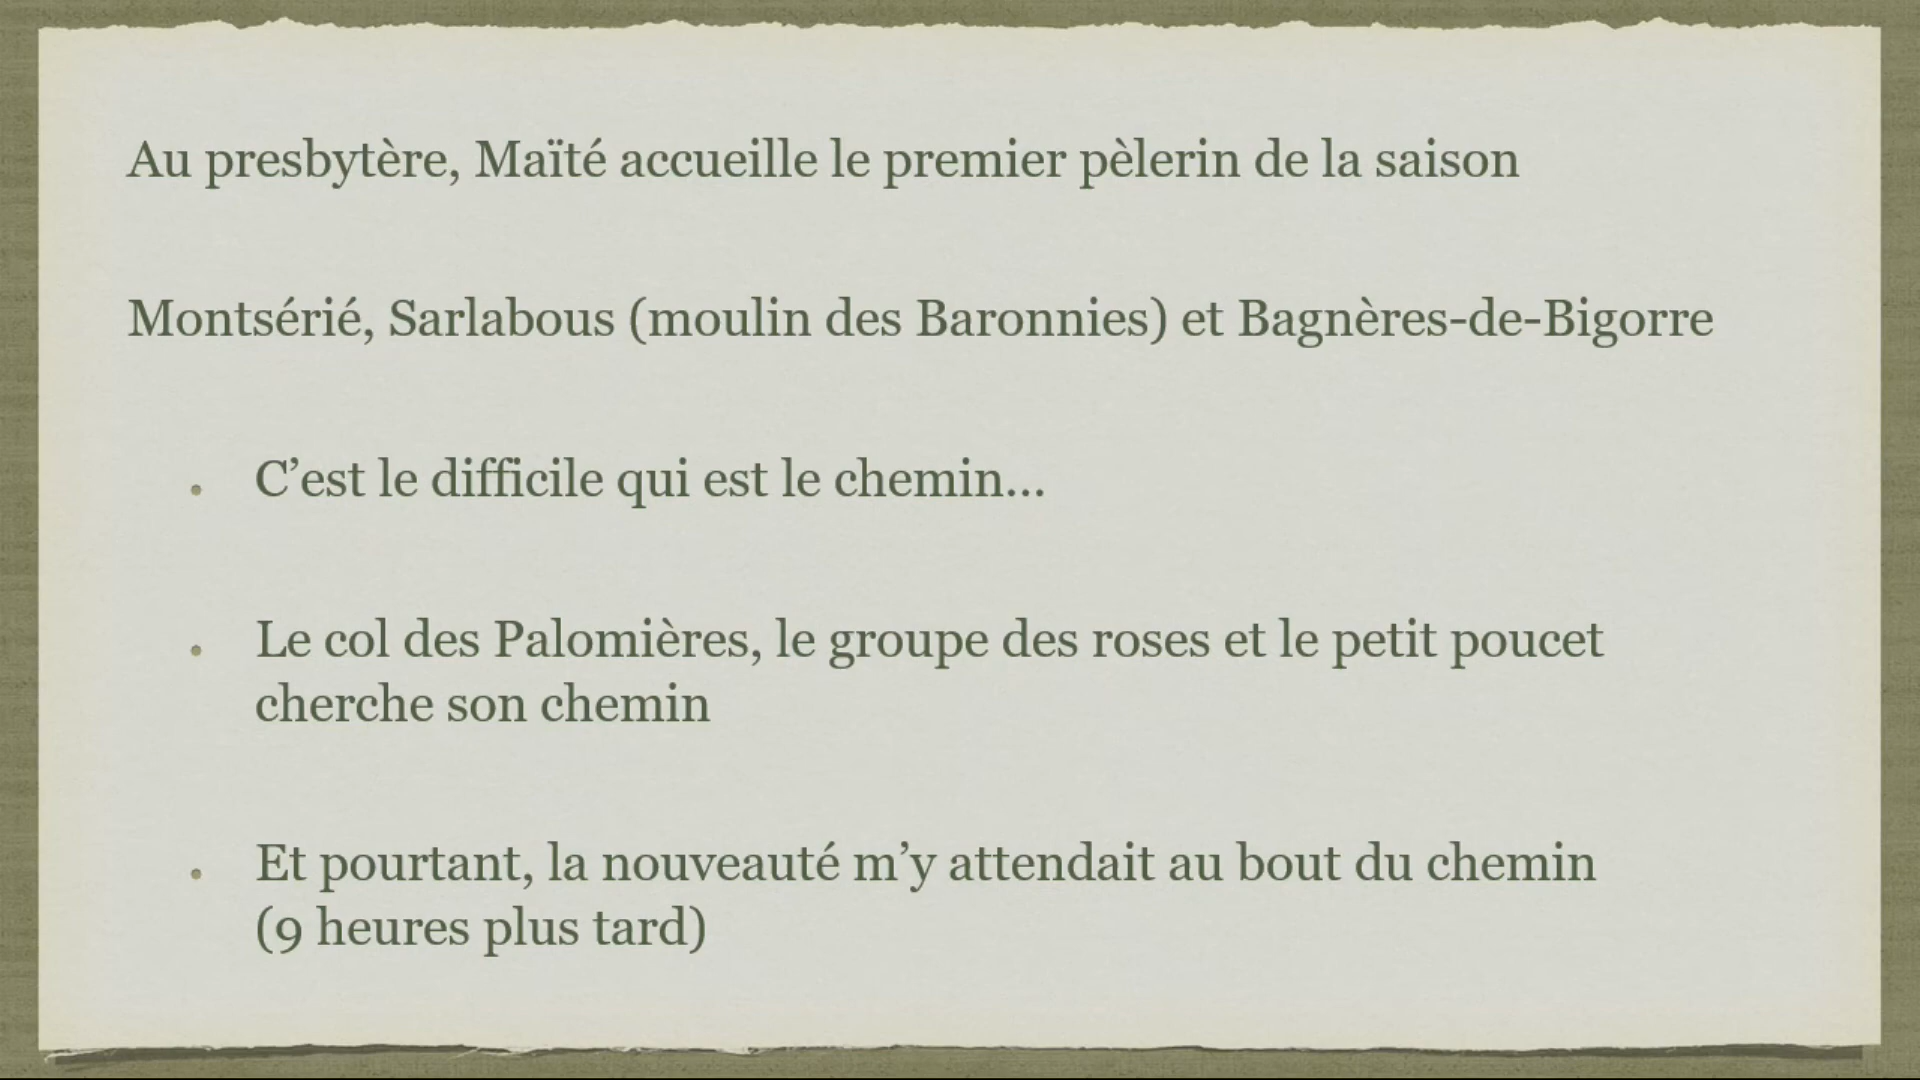 Au presbytère, Maïté accueille le premier pèlerin de la saison
Montsérié, Sarlabous (moulin des Baronnies) et Bagnères-de-Bigorre
• C’est le difficile qui est le chemin...
• Le col des Palomières, le groupe des roses et le petit poucet
cherche son chemin
• Et pourtant, la nouveauté m’y attendait au bout du chemin
(9 heures plus tard)